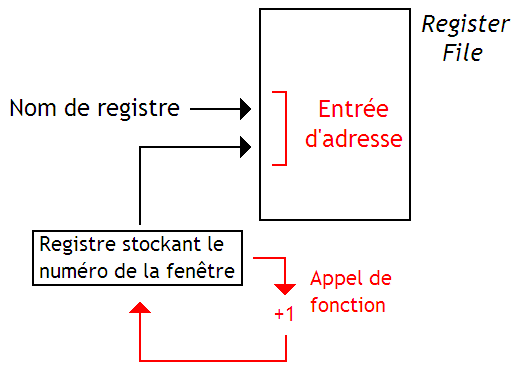 Register
File
Nom de registre
Entrée
d'adresse
Registre stockant le
numéro de la fenêtre
Appel de
fonction
+1